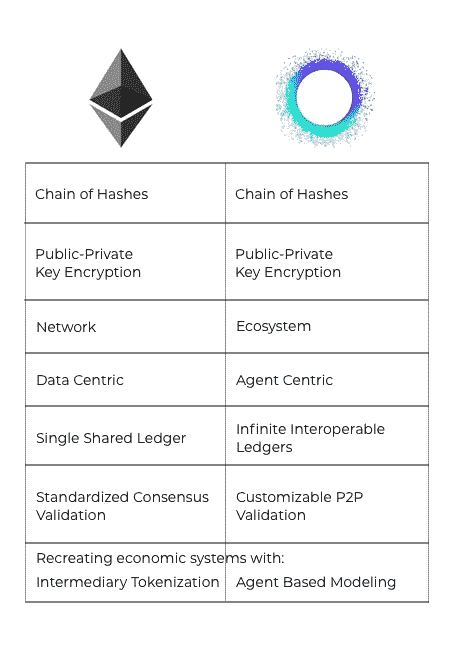 Chain of Hashes
Chain of Hashes
Public-Private
Key Encryption
Public-Private
Key Encryption
Network
Ecosystem
Data Centric
Agent Centric
Single Shared Ledger
Infinite Interoperable
Ledgers
Standardized Consensus
Validation
Customizable P2P
Validation
Recreating economic systems with:
Intermediary Tokenization
Agent Based Modeling